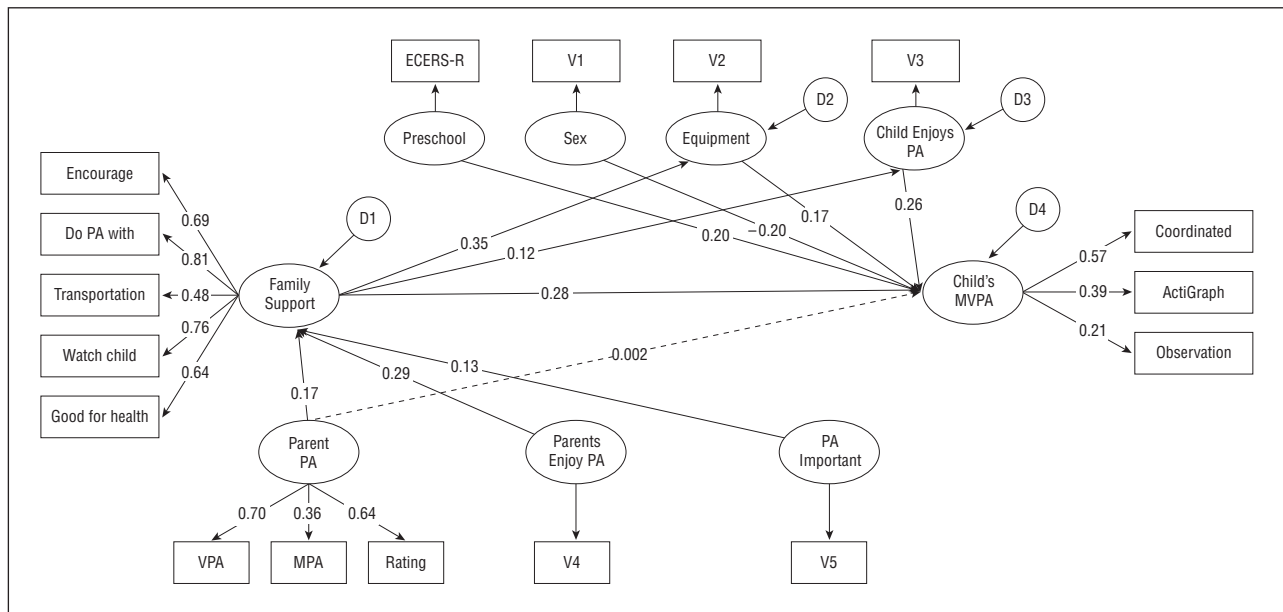 ECERS-R
V1
V2
V3
D2
D3
Preschool
Sex
Equipment
Child Enjoys
PA
Encourage
Do PA with
Transportation
Watch child
Good for health
0.69
0.81
0.48
0.76
0.64
D1
Family
Support
0.35
0.12
0.28
0.20
−0.20
0.17
0.26
D4
Child's
MVPA
0.57
0.39
0.21
Coordinated
ActiGraph
Observation
0.17
0.29
0.13
0.002
Parent
PA
Parents
Enjoy PA
PA
Important
0.70
0.36
0.64
VPA
MPA
Rating
V4
V5